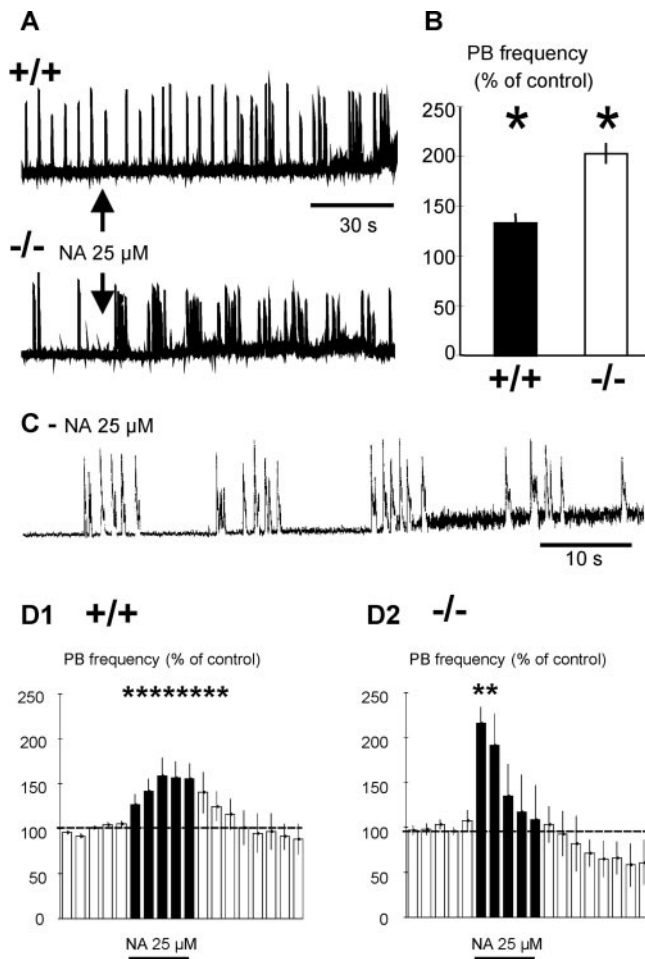 A
+/+
30 s
-/-
NA 25 µM
B
PB frequency
(% of control)
* *
250
200
150
100
50
0
+/+ -/-
C - NA 25 µM
10 s
D1 +/+
PB frequency (% of control)
********
250
200
150
100
50
0
NA 25 µM
D2 -/-
PB frequency (% of control)
**
250
200
150
100
50
0
NA 25 µM